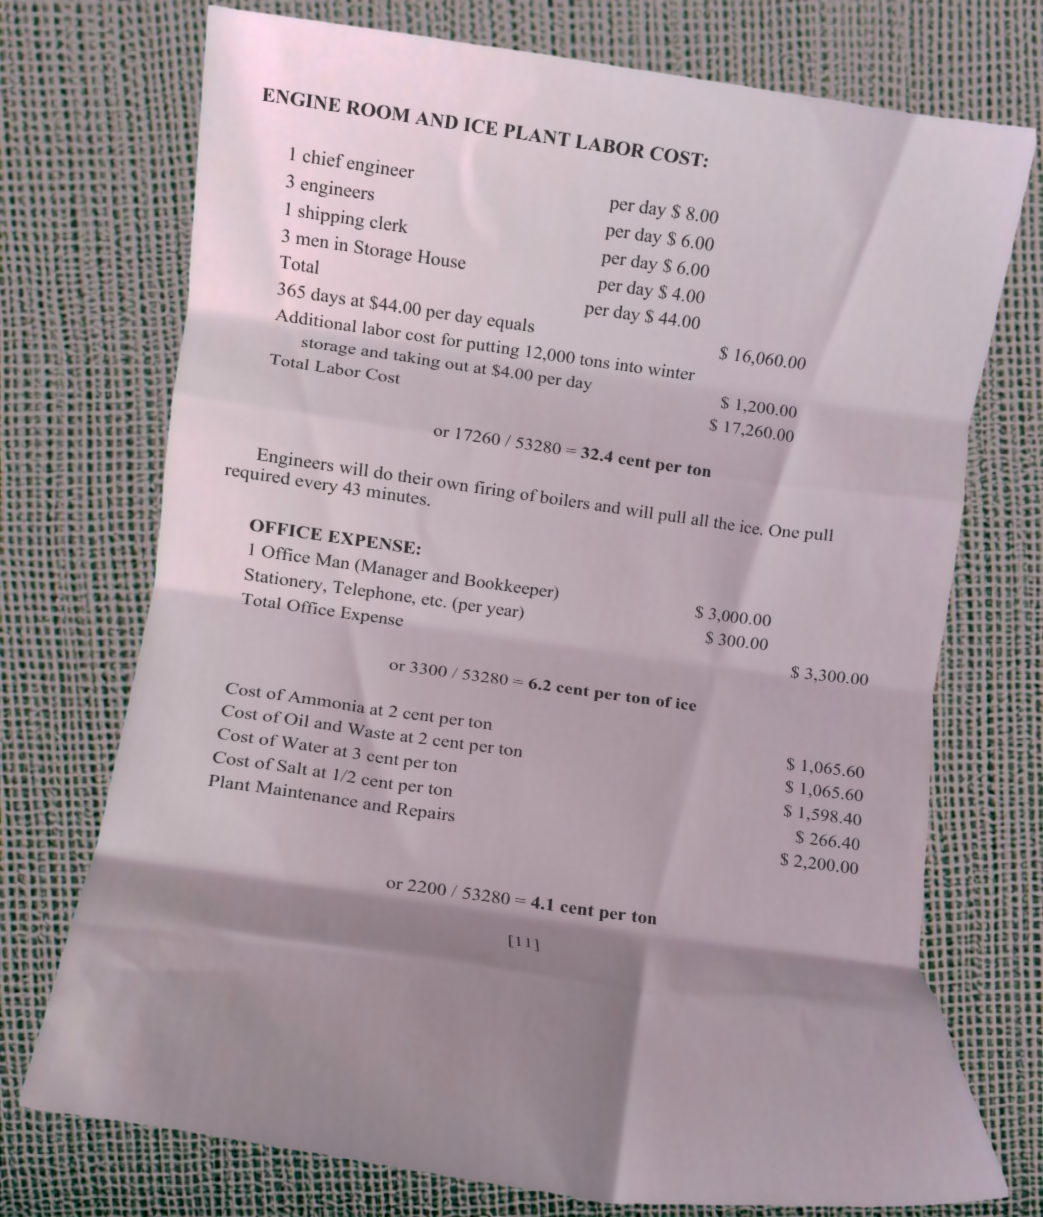 ENGINE ROOM AND ICE PLANT LABOR COST:
1 chief engineer per day $ 8.00
3 engineers per day $ 6.00
1 shipping clerk per day $ 6.00
3 men in Storage House per day $ 4.00
Total per day $ 44.00
365 days at $44.00 per day equals $ 16,060.00
Additional labor cost for putting 12,000 tons into winter
storage and taking out at $4.00 per day $ 1,200.00
Total Labor Cost $ 17,260.00
or 17260 / 53280 = 32.4 cent per ton
Engineers will do their own firing of boilers and will pull all the ice. One pull
required every 43 minutes.
OFFICE EXPENSE:
1 Office Man (Manager and Bookkeeper) $ 3,000.00
Stationery, Telephone, etc. (per year) $ 300.00
Total Office Expense $ 3,300.00
or 3300 / 53280 = 6.2 cent per ton of ice
Cost of Ammonia at 2 cent per ton $ 1,065.60
Cost of Oil and Waste at 2 cent per ton $ 1,065.60
Cost of Water at 3 cent per ton $ 1,598.40
Cost of Salt at 1/2 cent per ton $ 266.40
Plant Maintenance and Repairs $ 2,200.00
or 2200 / 53280 = 4.1 cent per ton
[11]